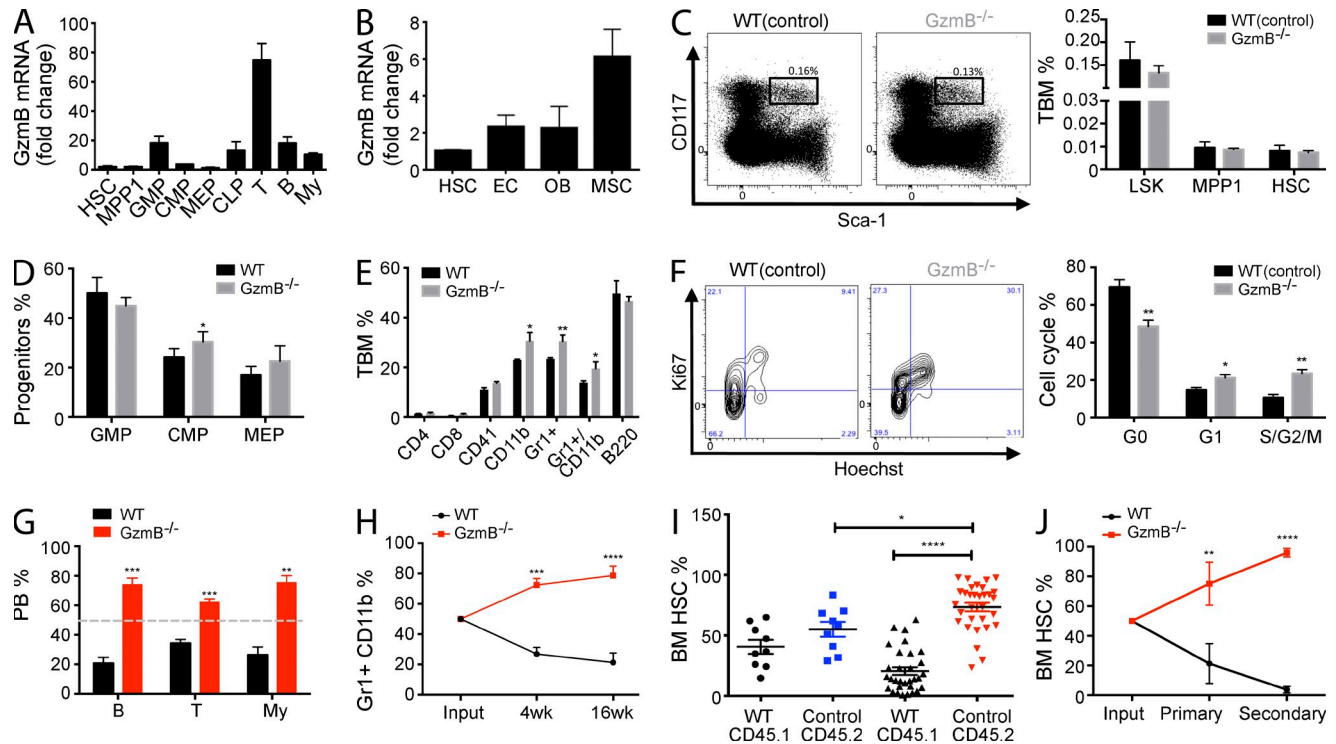 A
GzmB mRNA
(fold change)
100
80
60
40
20
0
HSC
MPP1
GMP
CMP
MEP
CLP
T
B
My
B
GzmB mRNA
(fold change)
8
6
4
2
0
HSC
EC
OB
MSC
C
WT(control)
GzmB-/-
0.16%
0.13%
CD117
0
0
0
Sca-1
WT(control)
GzmB-/-
TBM %
0.25
0.15
0.03
0.02
0.01
0
LSK
MPP1
HSC
D
WT
GzmB-/-
Progenitors %
60
40
20
0
*
GMP
CMP
MEP
E
WT
GzmB-/-
TBM %
60
40
20
0
*
**
*
CD4
CD8
CD41
CD11b
Gr1+
Gr1+/
CD11b
B220
F
WT(control)
GzmB-/-
22.1
9.41
27.3
30.1
Ki67
0
66.2
2.29
39.5
3.11
0
0
Hoechst
WT(control)
GzmB-/-
Cell cycle %
80
60
40
20
0
**
*
**
G0
G1
S/G2/M
G
WT
GzmB-/-
PB %
100
80
60
40
20
0
***
***
**
B
T
My
H
WT
GzmB-/-
Gr1+ CD11b %
100
80
60
40
20
0
***
****
Input
4wk
16wk
I
BM HSC %
150
100
50
0
*
****
WT
CD45.1
Control
CD45.2
WT
CD45.1
Control
CD45.2
J
WT
GzmB-/-
BM HSC %
100
80
60
40
20
0
**
****
Input
Primary
Secondary